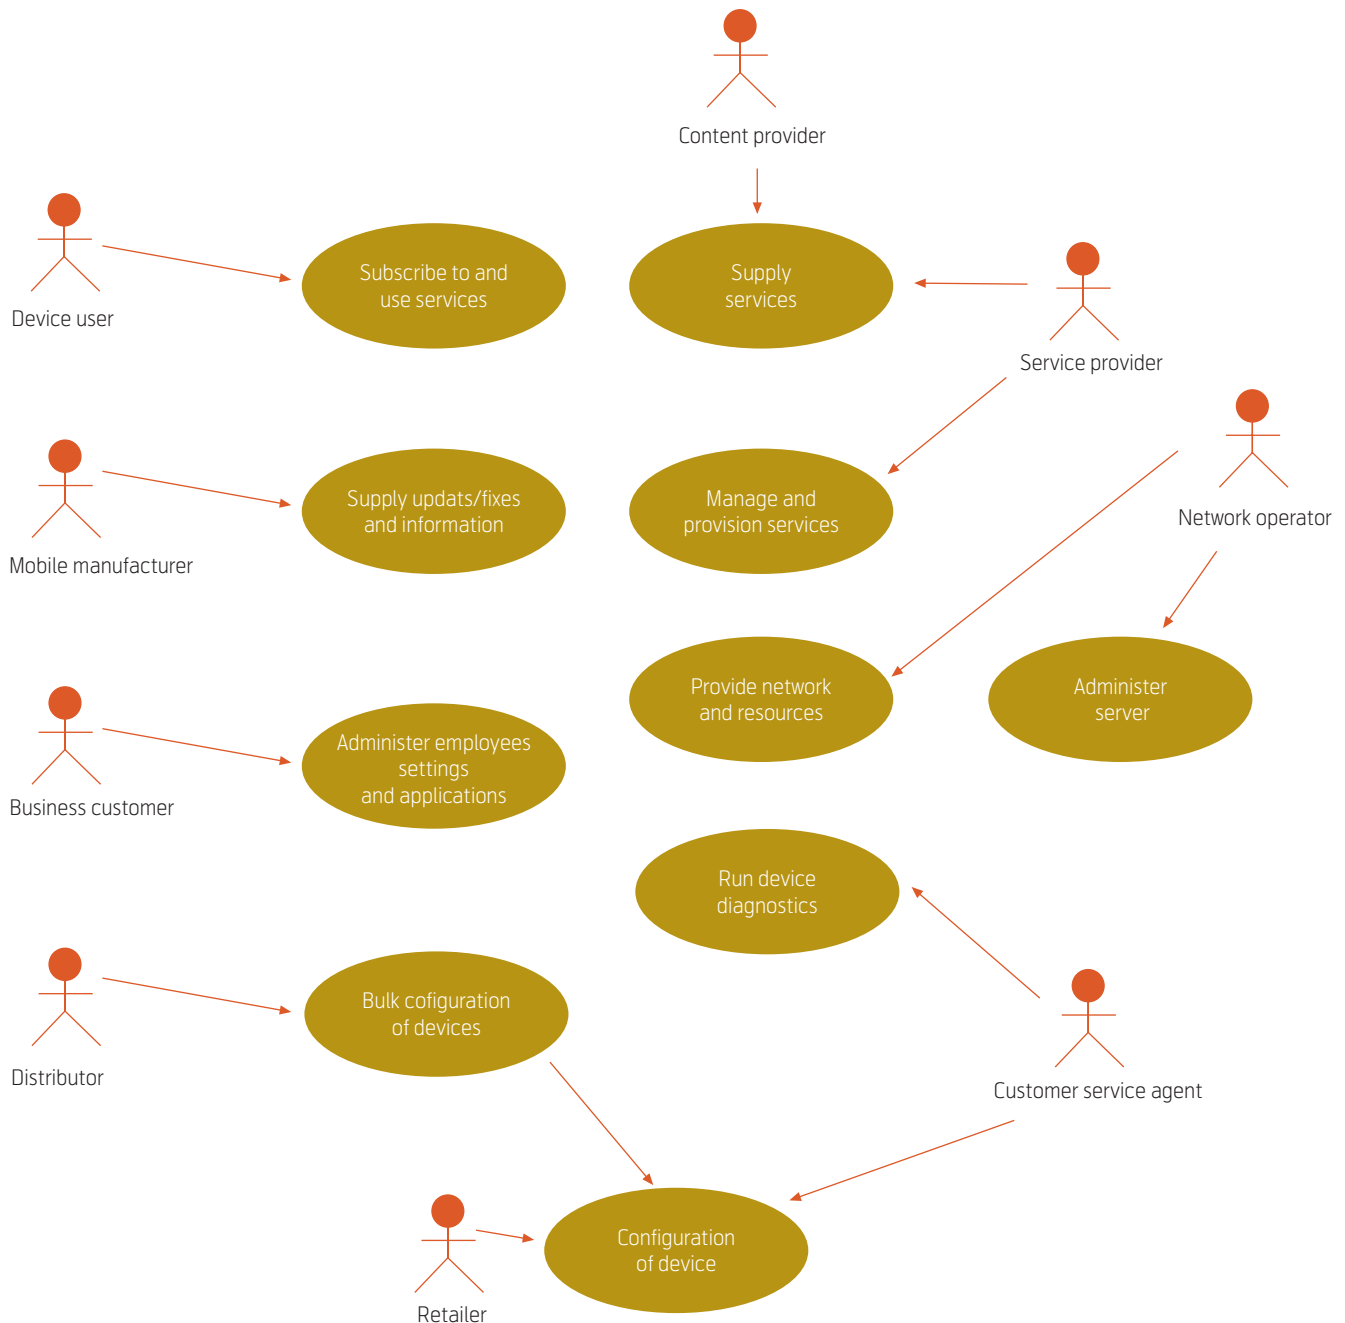 Content provider
Device user
Subscribe to and
use services
Supply
services
Service provider
Mobile manufacturer
Supply updats/fixes
and information
Manage and
provision services
Network operator
Business customer
Administer employees
settings
and applications
Provide network
and resources
Administer
server
Run device
diagnostics
Distributor
Bulk cofiguration
of devices
Customer service agent
Retailer
Configuration
of device